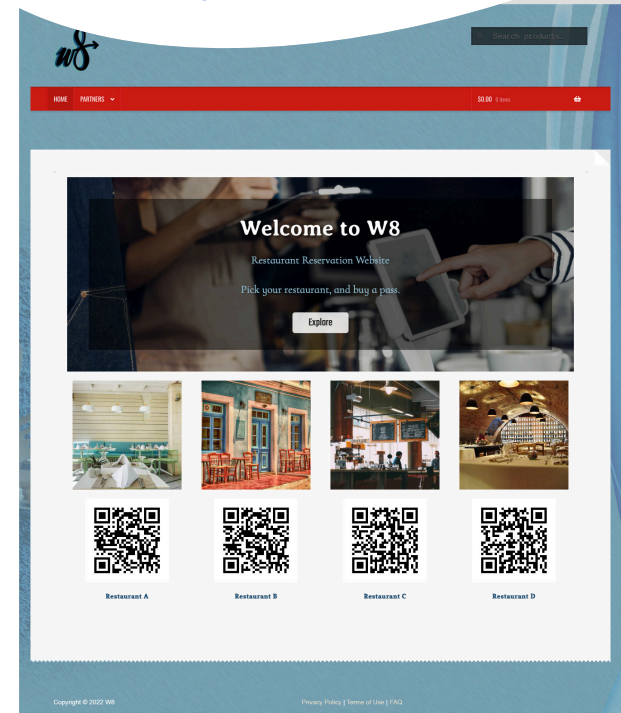 w8
Search products…
HOME PARTNERS
$0.00 0 items
Welcome to W8
Restaurant Reservation Website
Pick your restaurant, and buy a pass.
Explore
Restaurant A
Restaurant B
Restaurant C
Restaurant D
Copyright © 2022 W8
Privacy Policy | Terms of Use | FAQ